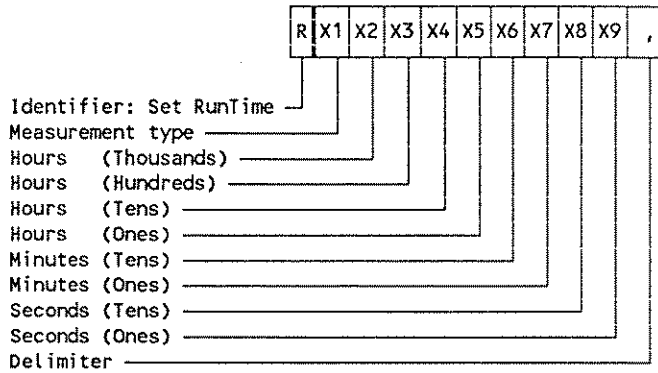 R X1 X2 X3 X4 X5 X6 X7 X8 X9 ,
Identifier: Set RunTime
Measurement type
Hours (Thousands)
Hours (Hundreds)
Hours (Tens)
Hours (Ones)
Minutes (Tens)
Minutes (Ones)
Seconds (Tens)
Seconds (Ones)
Delimiter